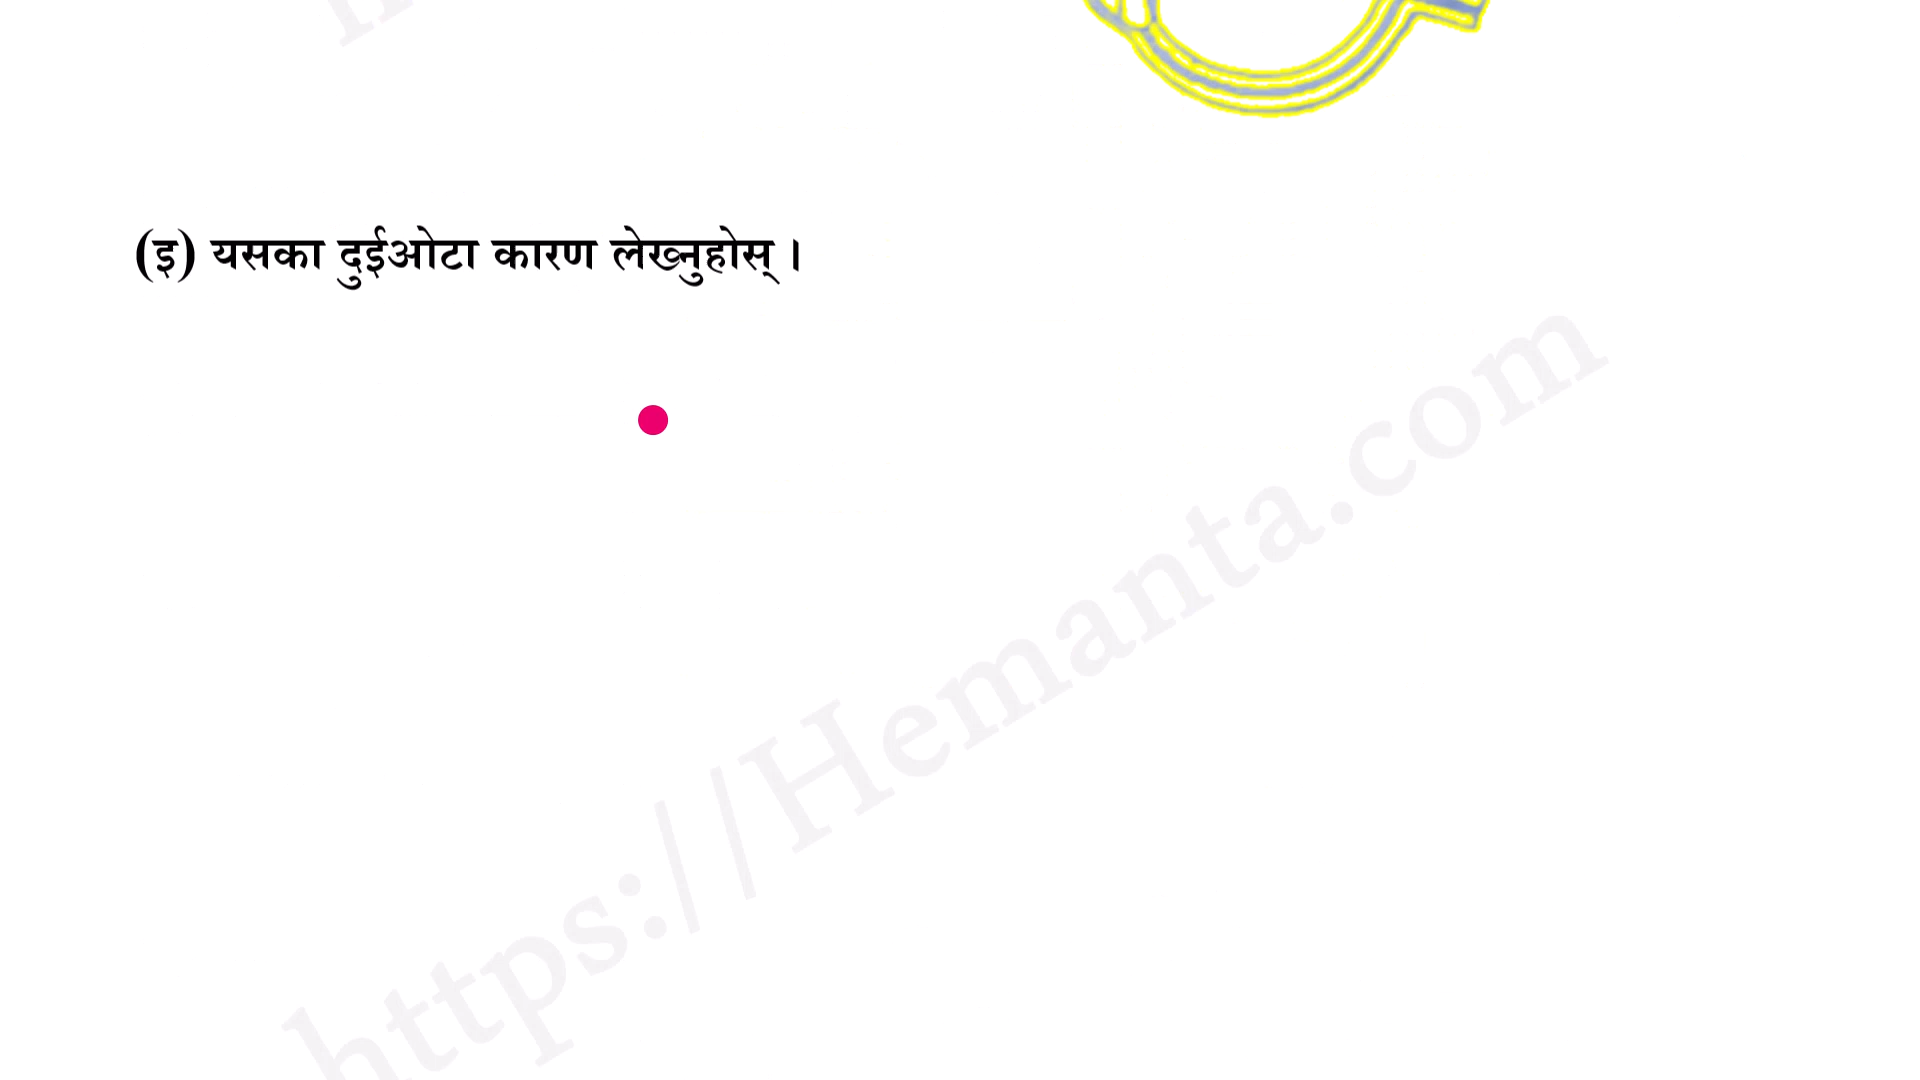 (इ) यसका दुईओटा कारण लेख्नुहोस् ।
https://Hemanta.com